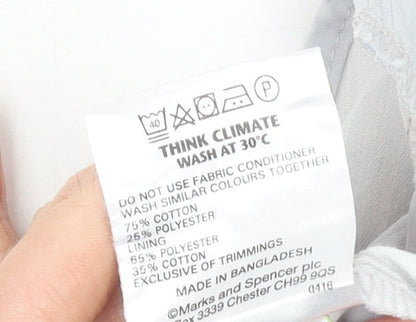 40 P
THINK CLIMATE
WASH AT 30°C
DO NOT USE FABRIC CONDITIONER
WASH SIMILAR COLOURS TOGETHER
75% COTTON
25% POLYESTER
LINING
65% POLYESTER
35% COTTON
EXCLUSIVE OF TRIMMINGS
MADE IN BANGLADESH
©Marks and Spencer plc
Box 3339 Chester CH99 9QS
0416